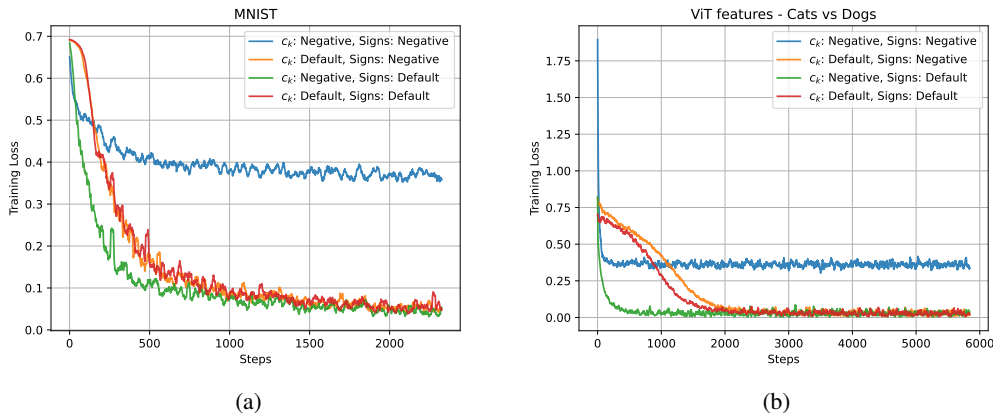 MNIST
0.7
0.6
0.5
0.4
0.3
0.2
0.1
0.0
Training Loss
0
500
1000
1500
2000
Steps
c_k: Negative, Signs: Negative
c_k: Default, Signs: Negative
c_k: Negative, Signs: Default
c_k: Default, Signs: Default
(a)
ViT features - Cats vs Dogs
1.75
1.50
1.25
1.00
0.75
0.50
0.25
0.00
Training Loss
0
1000
2000
3000
4000
5000
6000
Steps
c_k: Negative, Signs: Negative
c_k: Default, Signs: Negative
c_k: Negative, Signs: Default
c_k: Default, Signs: Default
(b)